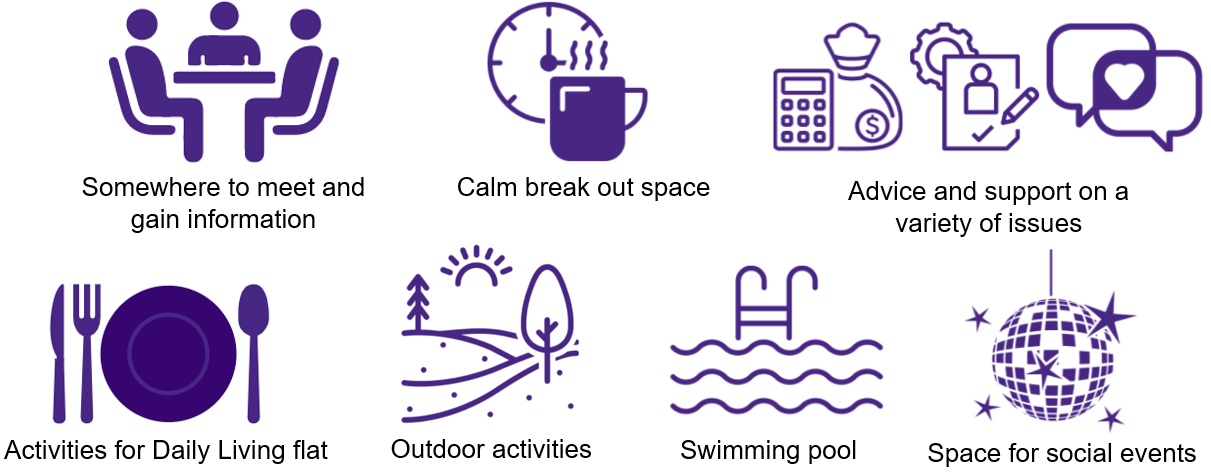 Somewhere to meet and
gain information
Calm break out space
$
Advice and support on a
variety of issues
Activities for Daily Living flat
Outdoor activities
Swimming pool
Space for social events